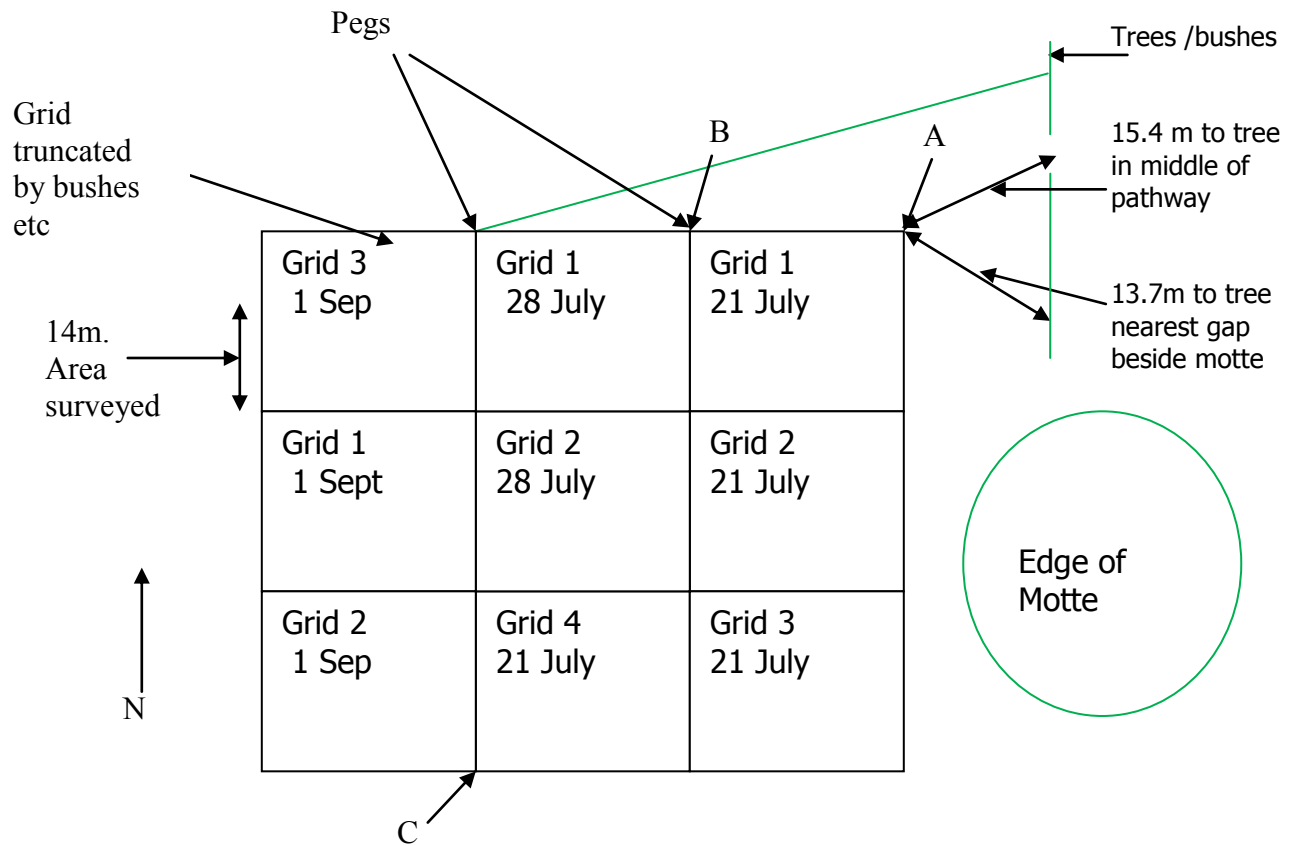 Pegs
Trees /bushes
Grid
truncated
by bushes
etc
B
A
15.4 m to tree
in middle of
pathway
Grid 3
1 Sep
Grid 1
28 July
Grid 1
21 July
13.7m to tree
nearest gap
beside motte
14m.
Area
surveyed
Grid 1
1 Sept
Grid 2
28 July
Grid 2
21 July
Edge of
Motte
Grid 2
1 Sep
Grid 4
21 July
Grid 3
21 July
N
C